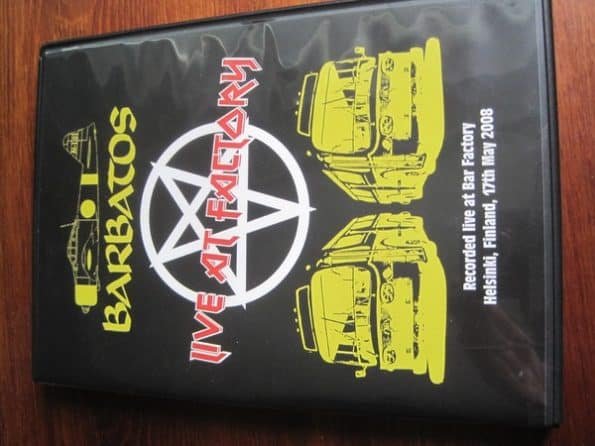 BARBATOS
LIVE AT FACTORY
Recorded live at Bar Factory
Helsinki, Finland, 17th May 2008